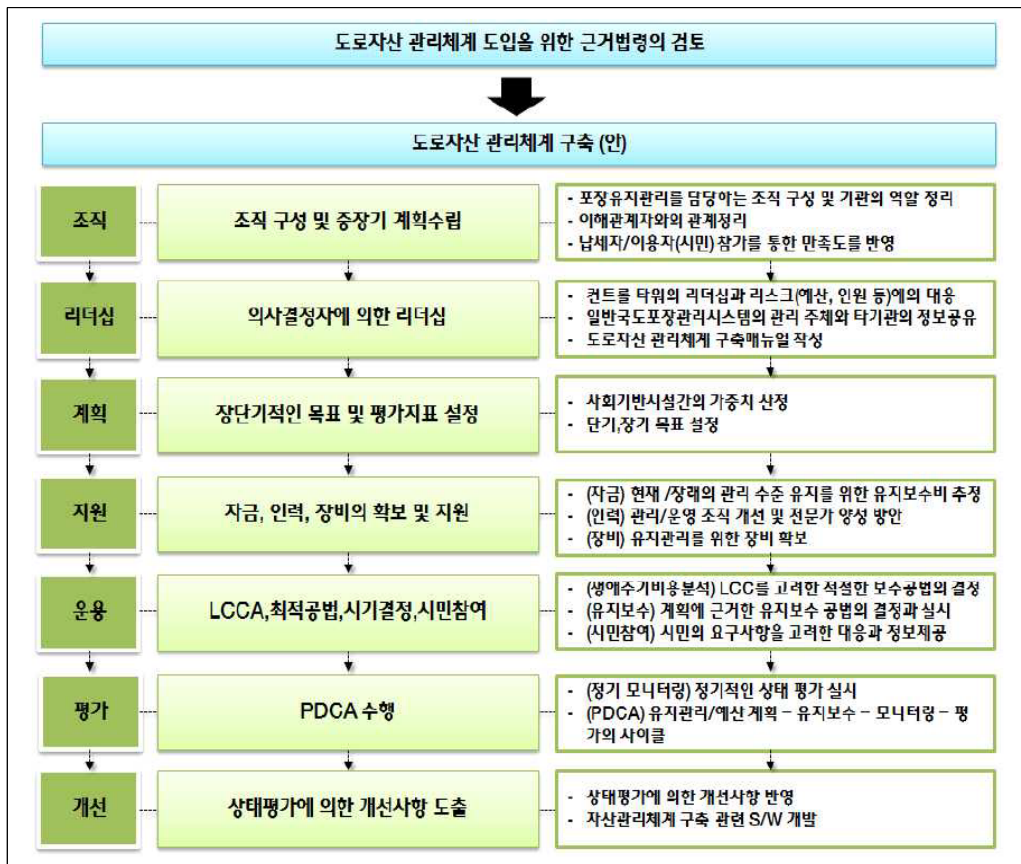 도로자산 관리체계 도입을 위한 근거법령의 검토
도로자산 관리체계 구축 (안)
조직
조직 구성 및 중장기 계획수립
- 포장유지관리를 담당하는 조직 구성 및 기관의 역할 정리
- 이해관계자와의 관계정리
- 납세자/이용자(시민) 참가를 통한 만족도를 반영
리더십
의사결정자에 의한 리더십
- 컨트롤 타워의 리더십과 리스크(예산, 인원 등)에의 대응
- 일반국도포장관리시스템의 관리 주체와 타기관의 정보공유
- 도로자산 관리체계 구축매뉴얼 작성
계획
장단기적인 목표 및 평가지표 설정
- 사회기반시설간의 가중치 산정
- 단기,장기 목표 설정
지원
자금, 인력, 장비의 확보 및 지원
- (자금) 현재 /장래의 관리 수준 유지를 위한 유지보수비 추정
- (인력) 관리/운영 조직 개선 및 전문가 양성 방안
- (장비) 유지관리를 위한 장비 확보
운용
LCCA,최적공법,시기결정,시민참여
- (생애주기비용분석) LCC를 고려한 적절한 보수공법의 결정
- (유지보수) 계획에 근거한 유지보수 공법의 결정과 실시
- (시민참여) 시민의 요구사항을 고려한 대응과 정보제공
평가
PDCA 수행
- (정기 모니터링) 정기적인 상태 평가 실시
- (PDCA) 유지관리/예산 계획 – 유지보수 – 모니터링 – 평
가의 사이클
개선
상태평가에 의한 개선사항 도출
- 상태평가에 의한 개선사항 반영
- 자산관리체계 구축 관련 S/W 개발